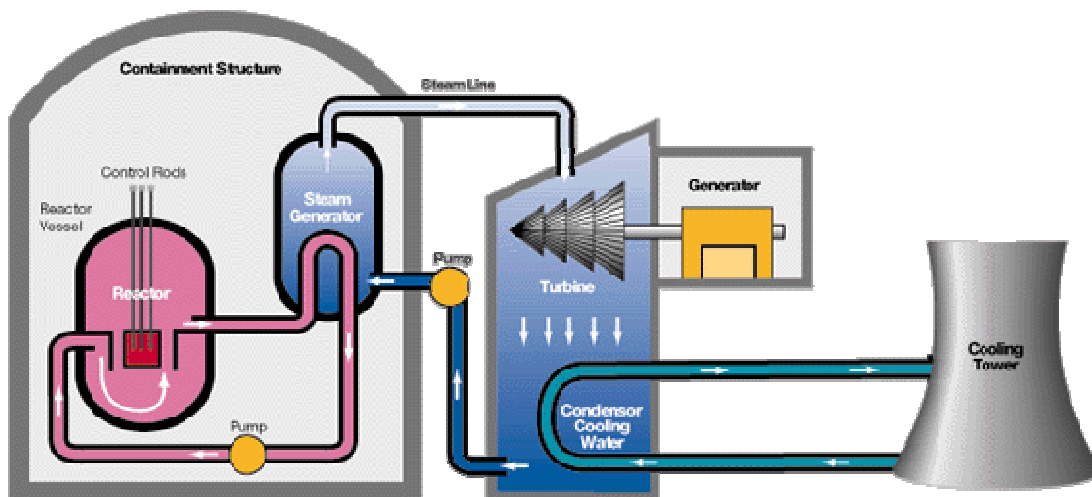 Containment Structure
Steam Line
Control Rods
Reactor
Vessel
Steam
Generator
Reactor
Pump
Pump
Generator
Turbine
Condensor
Cooling
Water
Cooling
Tower